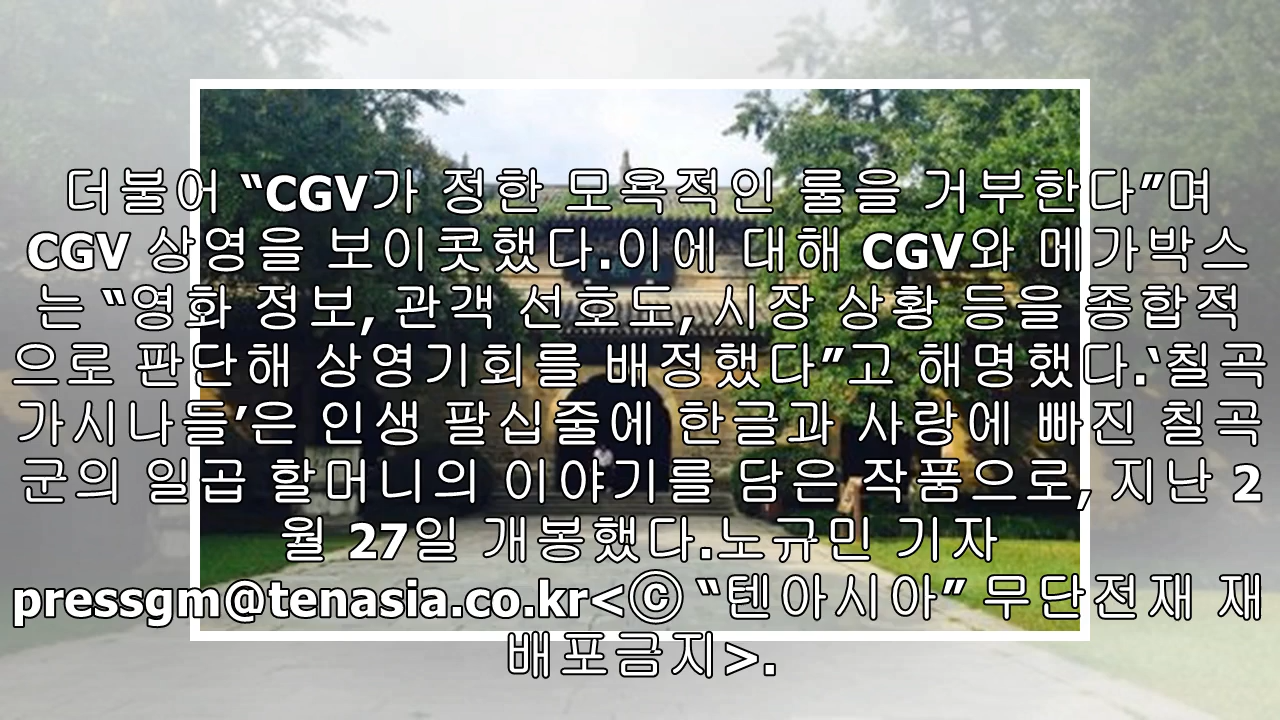 더불어 “CGV가 정한 모욕적인 룰을 거부한다”며
CGV 상영을 보이콧했다.이에 대해 CGV와 메가박스
는 “영화 정보, 관객 선호도, 시장 상황 등을 종합적
으로 판단해 상영기회를 배정했다”고 해명했다.‘칠곡
가시나들’은 인생 팔십줄에 한글과 사랑에 빠진 칠곡
군의 일곱 할머니의 이야기를 담은 작품으로, 지난 2
월 27일 개봉했다.노규민 기자
pressgm@tenasia.co.kr<ⓒ “텐아시아” 무단전재 재
배포금지>.